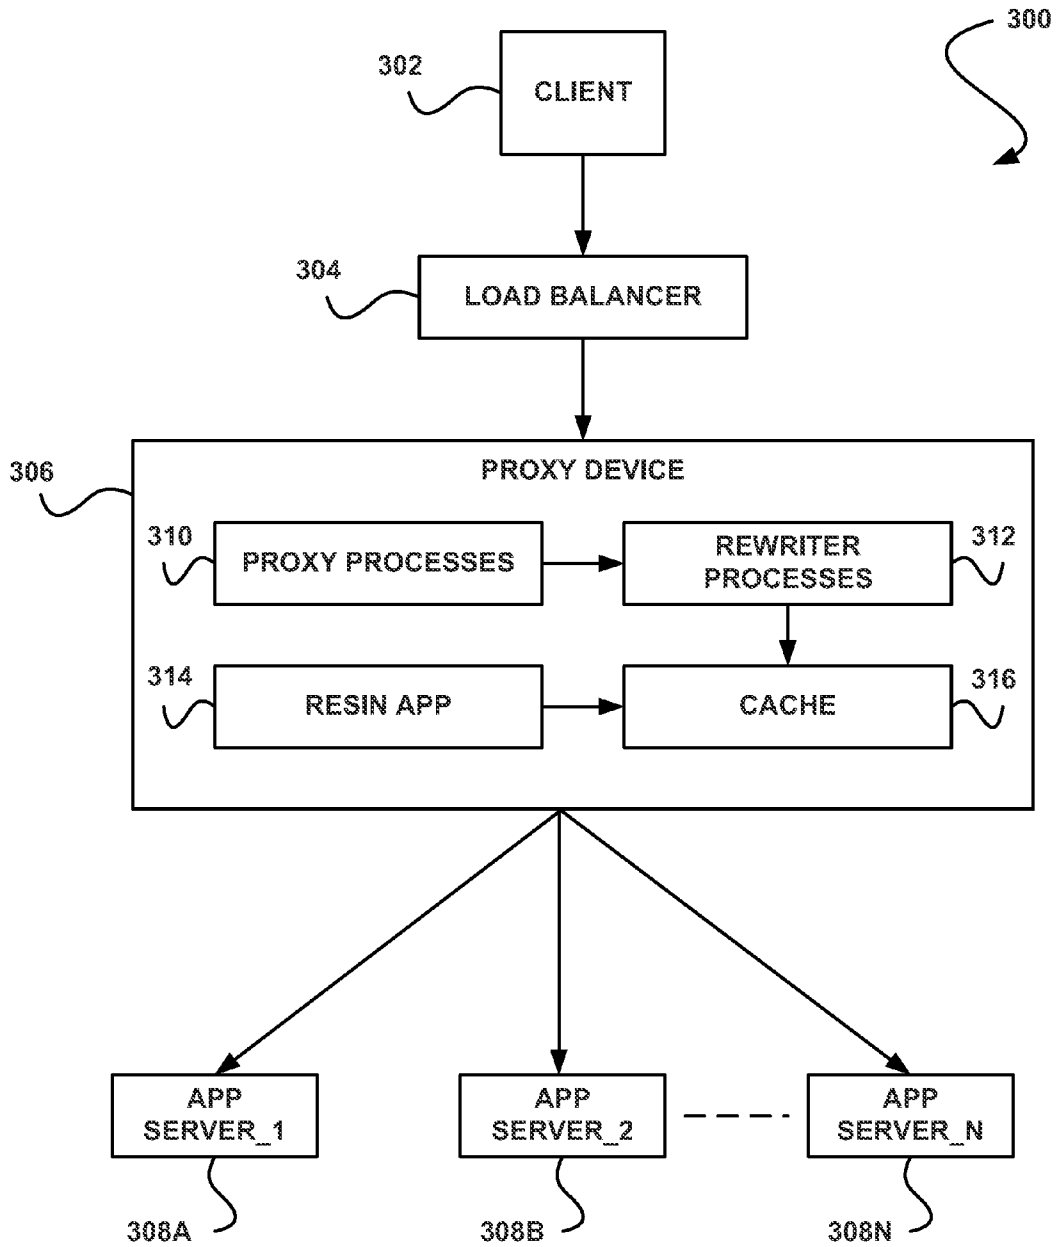 300
302
CLIENT
304
LOAD BALANCER
306
PROXY DEVICE
310
PROXY PROCESSES
REWRITER
PROCESSES
312
314
RESIN APP
CACHE
316
APP
SERVER_1
APP
SERVER_2
APP
SERVER_N
308A
308B
308N